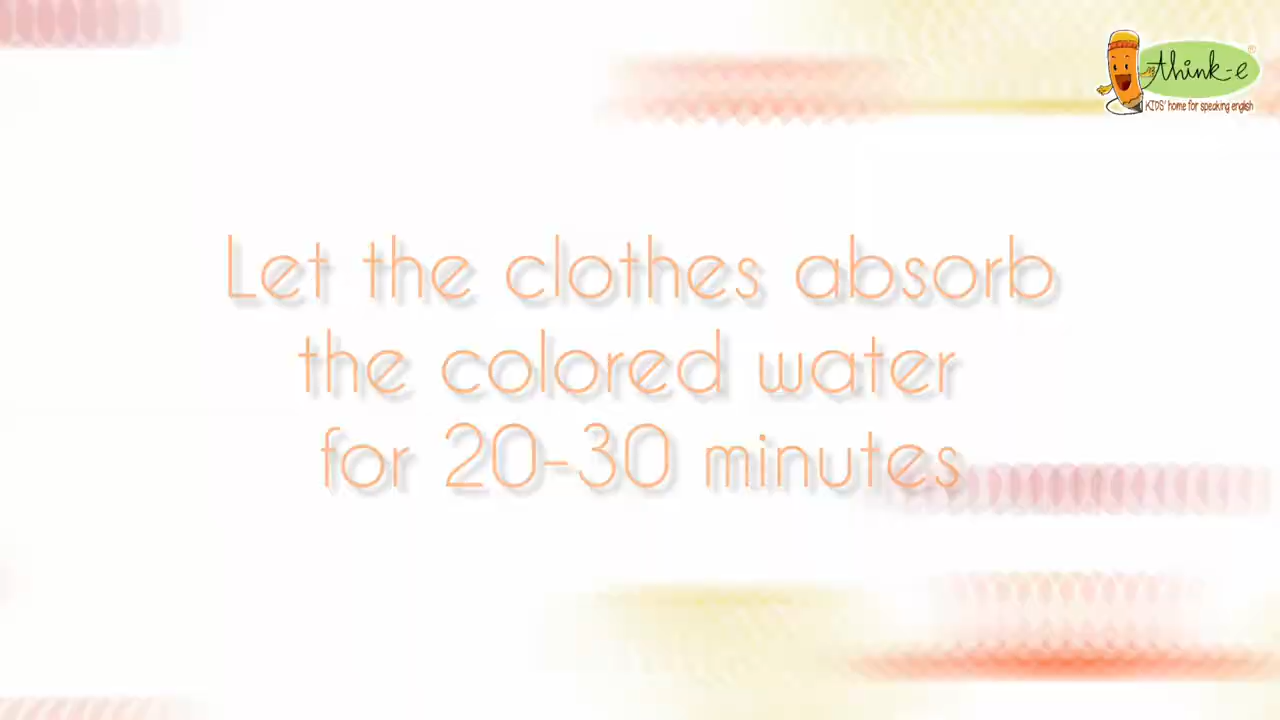 think-e
KIDS' home for speaking english
Let the clothes absorb
the colored water
for 20-30 minutes